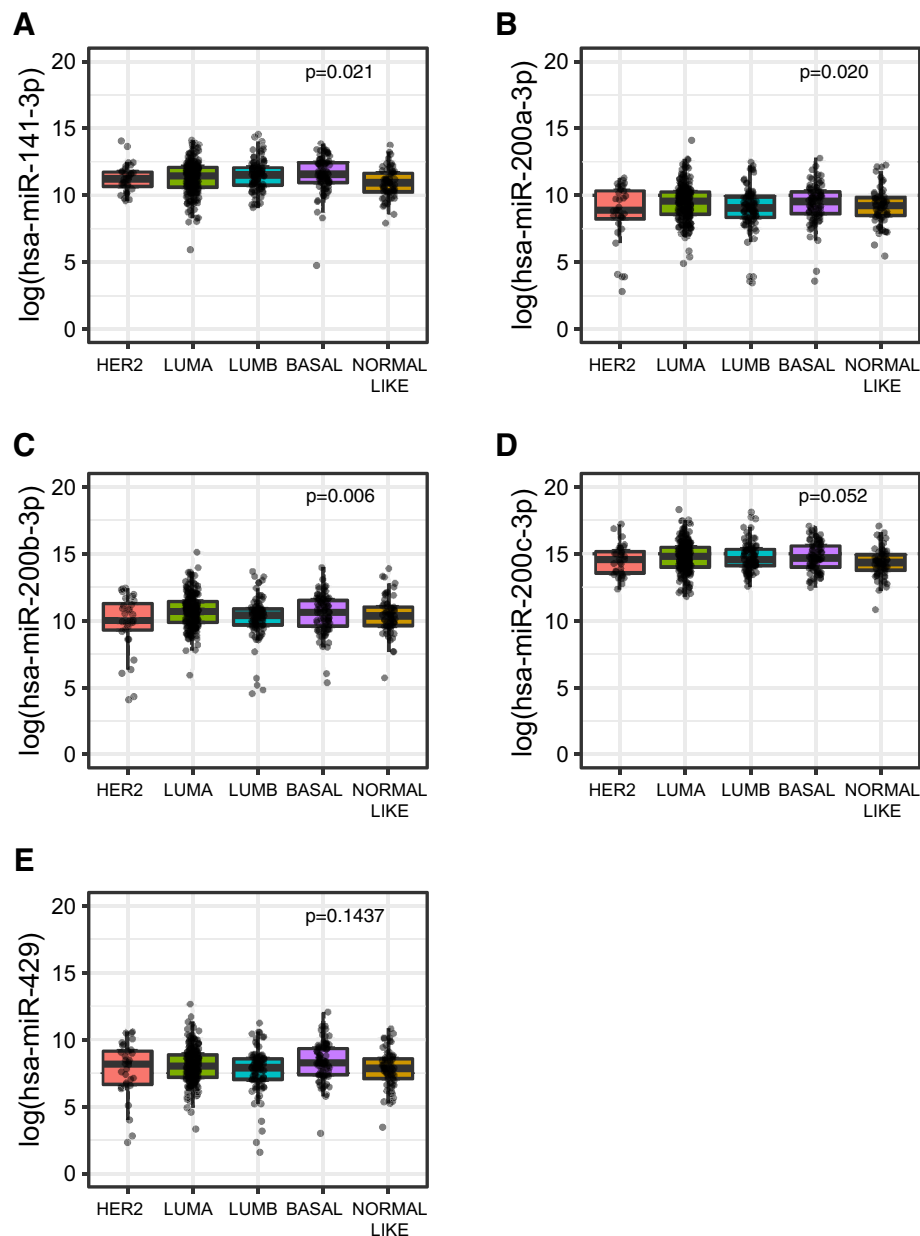 A
log(hsa-miR-141-3p)
20
15
10
5
0
p=0.021
HER2 LUMA LUMB BASAL NORMAL
LIKE
B
log(hsa-miR-200a-3p)
20
15
10
5
0
p=0.020
HER2 LUMA LUMB BASAL NORMAL
LIKE
C
log(hsa-miR-200b-3p)
20
15
10
5
0
p=0.006
HER2 LUMA LUMB BASAL NORMAL
LIKE
D
log(hsa-miR-200c-3p)
20
15
10
5
0
p=0.052
HER2 LUMA LUMB BASAL NORMAL
LIKE
E
log(hsa-miR-429)
20
15
10
5
0
p=0.1437
HER2 LUMA LUMB BASAL NORMAL
LIKE